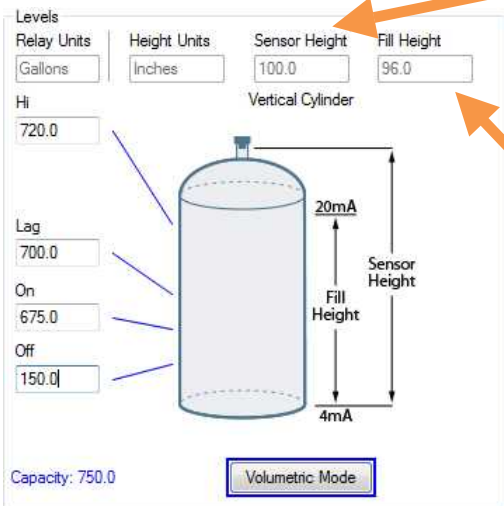 Levels
Relay Units Height Units Sensor Height Fill Height
Gallons Inches 100.0 96.0
Hi Vertical Cylinder
720.0
20mA
Lag
700.0
Sensor
Height
On
Fill
Height
675.0
Off
150.0
4mA
Capacity: 750.0 Volumetric Mode